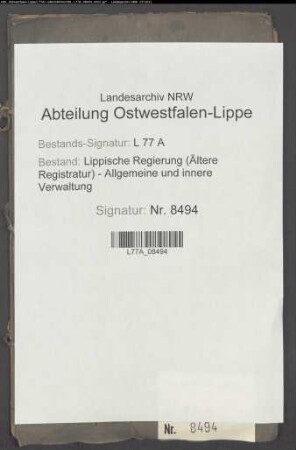 Landesarchiv NRW
Abteilung Ostwestfalen-Lippe
Bestands-Signatur: L 77 A
Bestand: Lippische Regierung (Ältere
Registratur) - Allgemeine und innere
Verwaltung
Signatur: Nr. 8494
L77A_08494
Nr. 8494